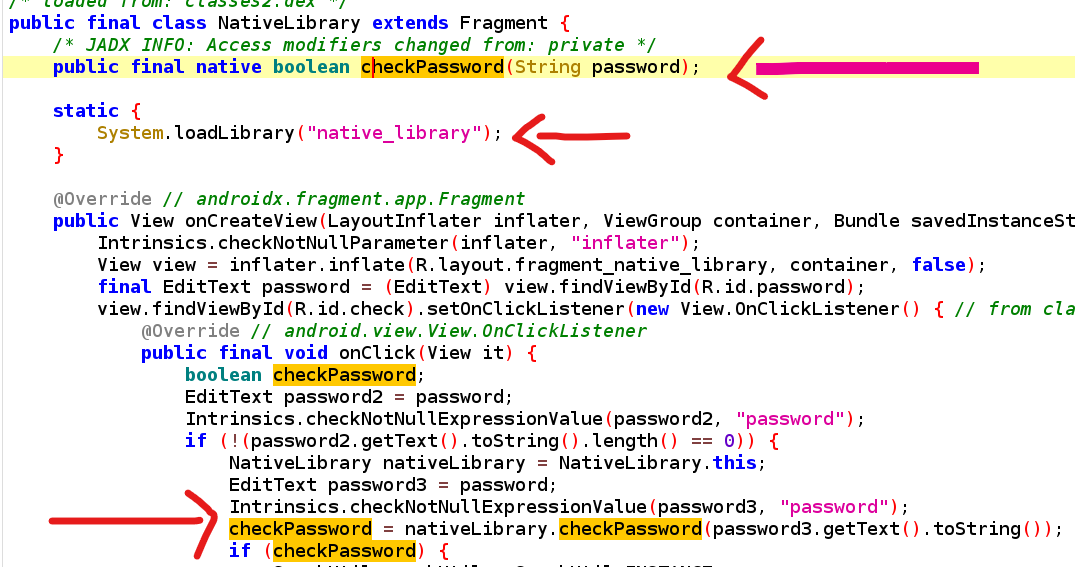 /* loaded from: classes2.dex */
public final class NativeLibrary extends Fragment {
/* JADX INFO: Access modifiers changed from: private */
public final native boolean checkPassword(String password);
static {
System.loadLibrary("native_library");
}
@Override // androidx.fragment.app.Fragment
public View onCreateView(LayoutInflater inflater, ViewGroup container, Bundle savedInstanceSt
Intrinsics.checkNotNullParameter(inflater, "inflater");
View view = inflater.inflate(R.layout.fragment_native_library, container, false);
final EditText password = (EditText) view.findViewById(R.id.password);
view.findViewById(R.id.check).setOnClickListener(new View.OnClickListener() { // from cla
@Override // android.view.View.OnClickListener
public final void onClick(View it) {
boolean checkPassword;
EditText password2 = password;
Intrinsics.checkNotNullExpressionValue(password2, "password");
if (!(password2.getText().toString().length() == 0)) {
NativeLibrary nativeLibrary = NativeLibrary.this;
EditText password3 = password;
Intrinsics.checkNotNullExpressionValue(password3, "password");
checkPassword = nativeLibrary.checkPassword(password3.getText().toString());
if (checkPassword) {